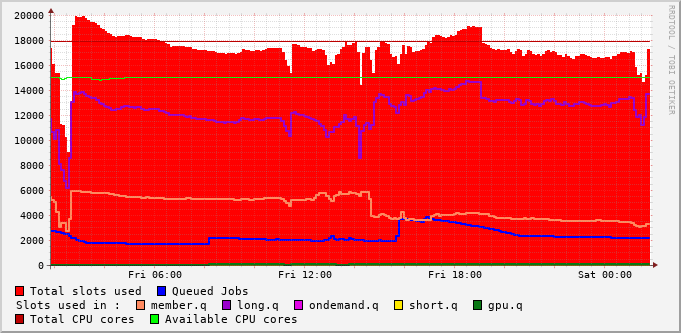 20000
18000
16000
14000
12000
10000
8000
6000
4000
2000
0
Fri 06:00 Fri 12:00 Fri 18:00 Sat 00:00
RRDTOOL / TOBI OETIKER
Total slots used Queued Jobs
Slots used in : member.q long.q ondemand.q short.q gpu.q
Total CPU cores Available CPU cores